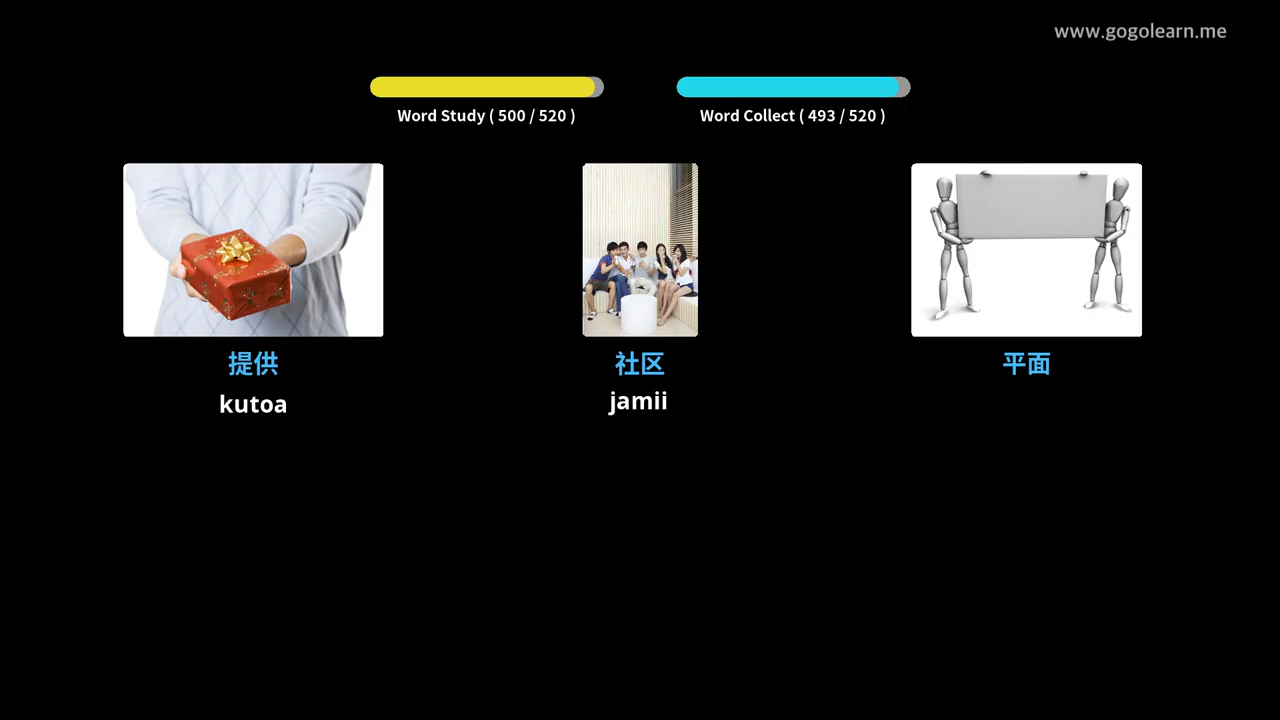 www.gogolearn.me
Word Study ( 500 / 520 )
Word Collect ( 493 / 520 )
提供
社区
平面
kutoa
jamii